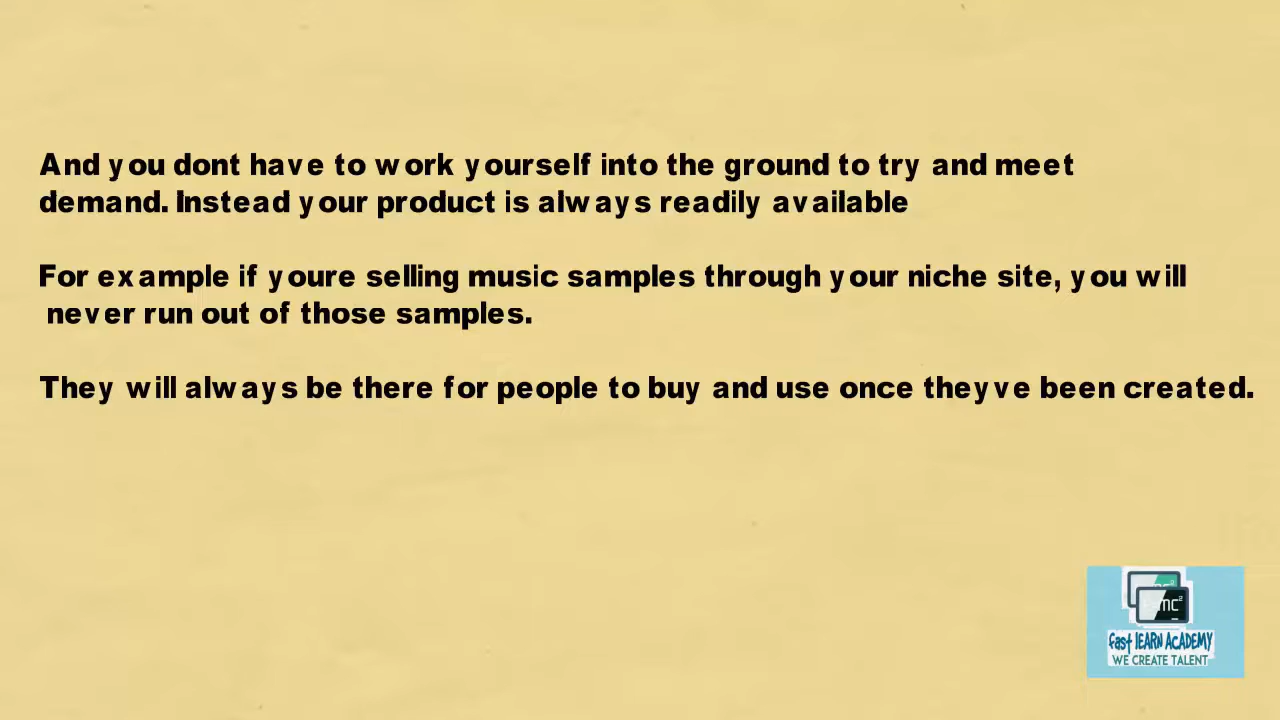 And you dont have to work yourself into the ground to try and meet
demand. Instead your product is always readily available
For example if youre selling music samples through your niche site, you will
never run out of those samples.
They will always be there for people to buy and use once theyve been created.
mc²
fast lEARN ACADEMY
WE CREATE TALENT